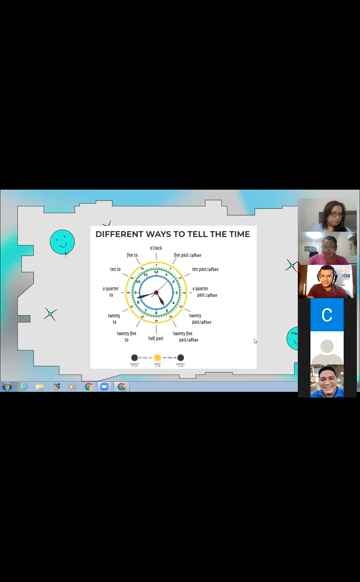 DIFFERENT WAYS TO TELL THE TIME
o'clock
five to
five past/after
ten to
ten past/after
a quarter
to
a quarter
past/after
twenty
to
twenty
past/after
twenty five
to
half past
twenty five
past/after
C